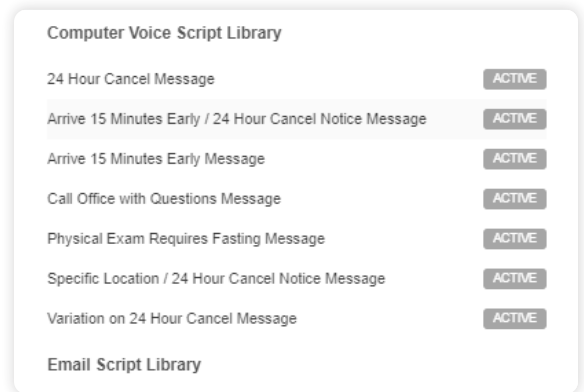 Computer Voice Script Library
24 Hour Cancel Message ACTIVE
Arrive 15 Minutes Early / 24 Hour Cancel Notice Message ACTIVE
Arrive 15 Minutes Early Message ACTIVE
Call Office with Questions Message ACTIVE
Physical Exam Requires Fasting Message ACTIVE
Specific Location / 24 Hour Cancel Notice Message ACTIVE
Variation on 24 Hour Cancel Message ACTIVE
Email Script Library